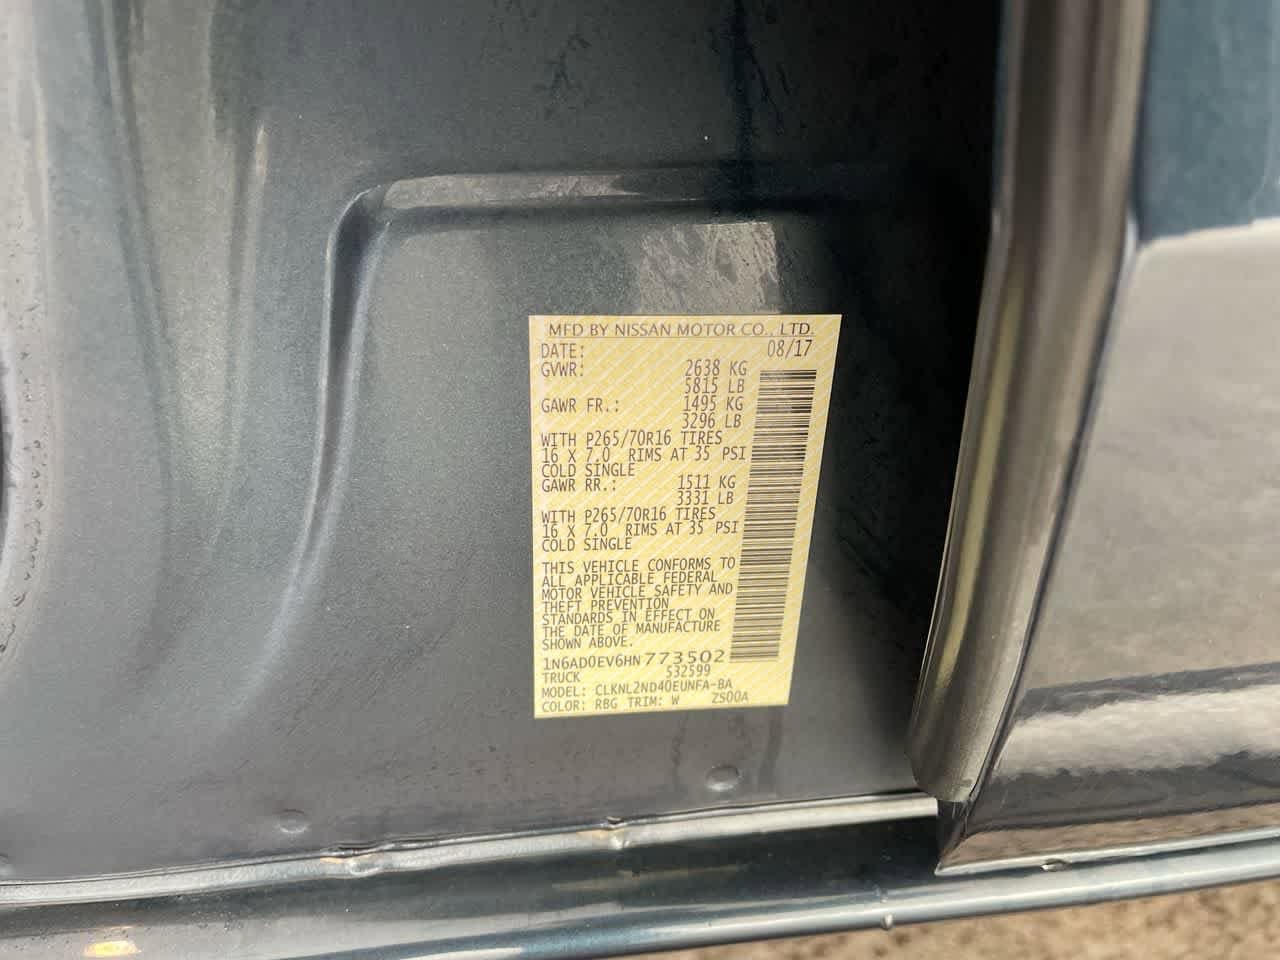 MFD BY NISSAN MOTOR CO., LTD.
DATE: 08/17
GVWR: 2638 KG
5815 LB
GAWR FR.: 1495 KG
3296 LB
WITH P265/70R16 TIRES
16 X 7.0 RIMS AT 35 PSI
COLD SINGLE
GAWR RR.: 1511 KG
3331 LB
WITH P265/70R16 TIRES
16 X 7.0 RIMS AT 35 PSI
COLD SINGLE
THIS VEHICLE CONFORMS TO
ALL APPLICABLE FEDERAL
MOTOR VEHICLE SAFETY AND
THEFT PREVENTION
STANDARDS IN EFFECT ON
THE DATE OF MANUFACTURE
SHOWN ABOVE.
1N6AD0EV6HN773502
TRUCK 532599
MODEL: CLKNL2ND40EUNFA-BA
COLOR: RBG TRIM: W ZS00A